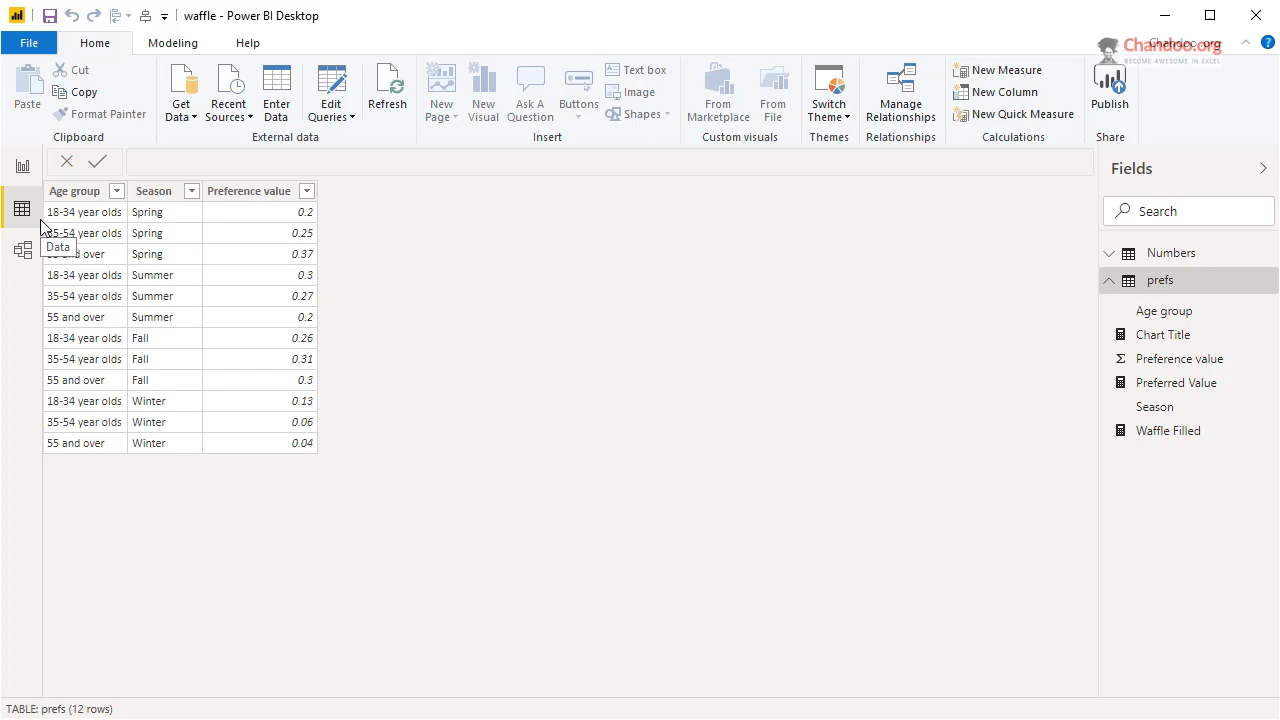 waffle - Power BI Desktop
File Home Modeling Help
Chandoo.org
BECOME AWESOME IN EXCEL
Paste
Cut
Copy
Format Painter
Clipboard
Get Data
Recent Sources
Enter Data
Edit Queries
External data
Refresh
New Page
New Visual
Ask A Question
Buttons
Text box
Image
Shapes
Insert
From Marketplace
From File
Custom visuals
Switch Theme
Themes
Manage Relationships
Relationships
New Measure
New Column
New Quick Measure
Calculations
Publish
Share
Age group Season Preference value
18-34 year olds Spring 0.2
35-54 year olds Spring 0.25
Data
over Spring 0.37
18-34 year olds Summer 0.3
35-54 year olds Summer 0.27
55 and over Summer 0.2
18-34 year olds Fall 0.26
35-54 year olds Fall 0.31
55 and over Fall 0.3
18-34 year olds Winter 0.13
35-54 year olds Winter 0.06
55 and over Winter 0.04
Fields
Search
Numbers
prefs
Age group
Chart Title
Σ Preference value
Preferred Value
Season
Waffle Filled
TABLE: prefs (12 rows)